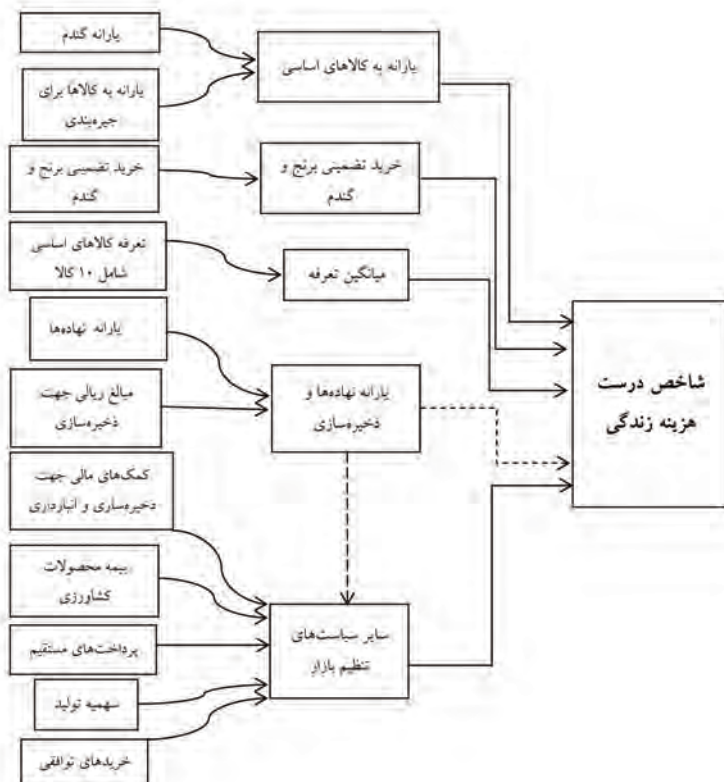 یارانه گندم
یارانه به کالاها برای
جیره‌بندی
خرید تضمینی برنج و
گندم
تعرفه کالاهای اساسی
شامل ۱۰ کالا
یارانه نهاده‌ها
مبالغ ریالی جهت
ذخیره‌سازی
کمک‌های مالی جهت
ذخیره‌ساری و انبارداری
بیمه محصولات
کشاورزی
پرداخت‌های مستقیم
سهمیه تولید
خریدهای توافقی
یارانه به کالاهای اساسی
خرید تضمینی برنج و
گندم
میانگین تعرفه
یارانه نهاده‌ها و
ذخیره‌سازی
سایر سیاست‌های
تنظیم بازار
شاخص درست
هزینه زندگی